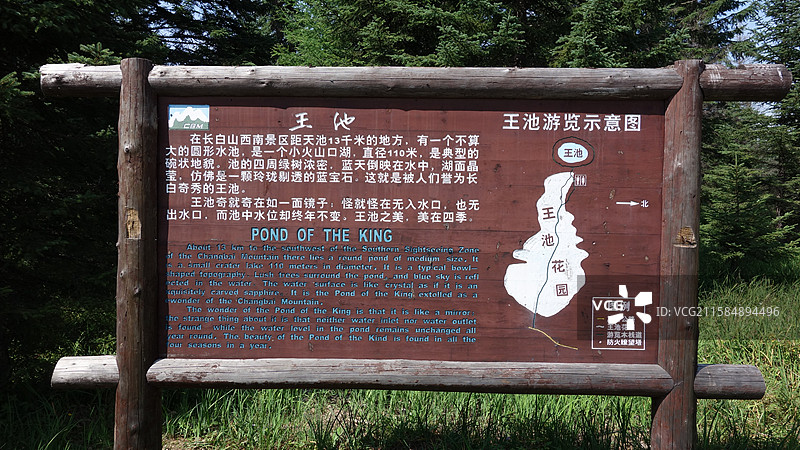 CBM
王池
在长白山西南景区距天池13千米的地方，有一个不算
大的圆形水池，是一个小火山口湖，直径110米，是典型的
碗状地貌。池的四周绿树浓密，蓝天倒映在水中，湖面晶
莹，仿佛是一颗玲珑剔透的蓝宝石。这就是被人们誉为长
白奇秀的王池。
王池奇就奇在如一面镜子；怪就怪在无入水口，也无
出水口，而池中水位却终年不变。王池之美，美在四季。
POND OF THE KING
About 13 km to the southwest of the Southern Sightseeing Zone
of the Changbai Mountain there lies a round pond of medium size. It
is a small crater lake 110 meters in diameter. It is a typical bowl-
shaped topography. Lush trees surround the pond, and blue sky is refl
ected in the water. The water surface is like crystal as if it is an
exquisitely carved sapphire. It is the Pond of the King extolled as a
wonder of the Changbai Mountain.
The wonder of the Pond of the King is that it is like a mirror;
the strange thing about it is that neither water inlet nor water outlet
is found while the water level in the pond remains unchanged all
year round. The beauty of the Pond of the Kind is found in all the
four seasons in a year.
王池游览示意图
王池
北
王池花园
游览木栈道
防火瞭望塔
VCG
VCG211584894496